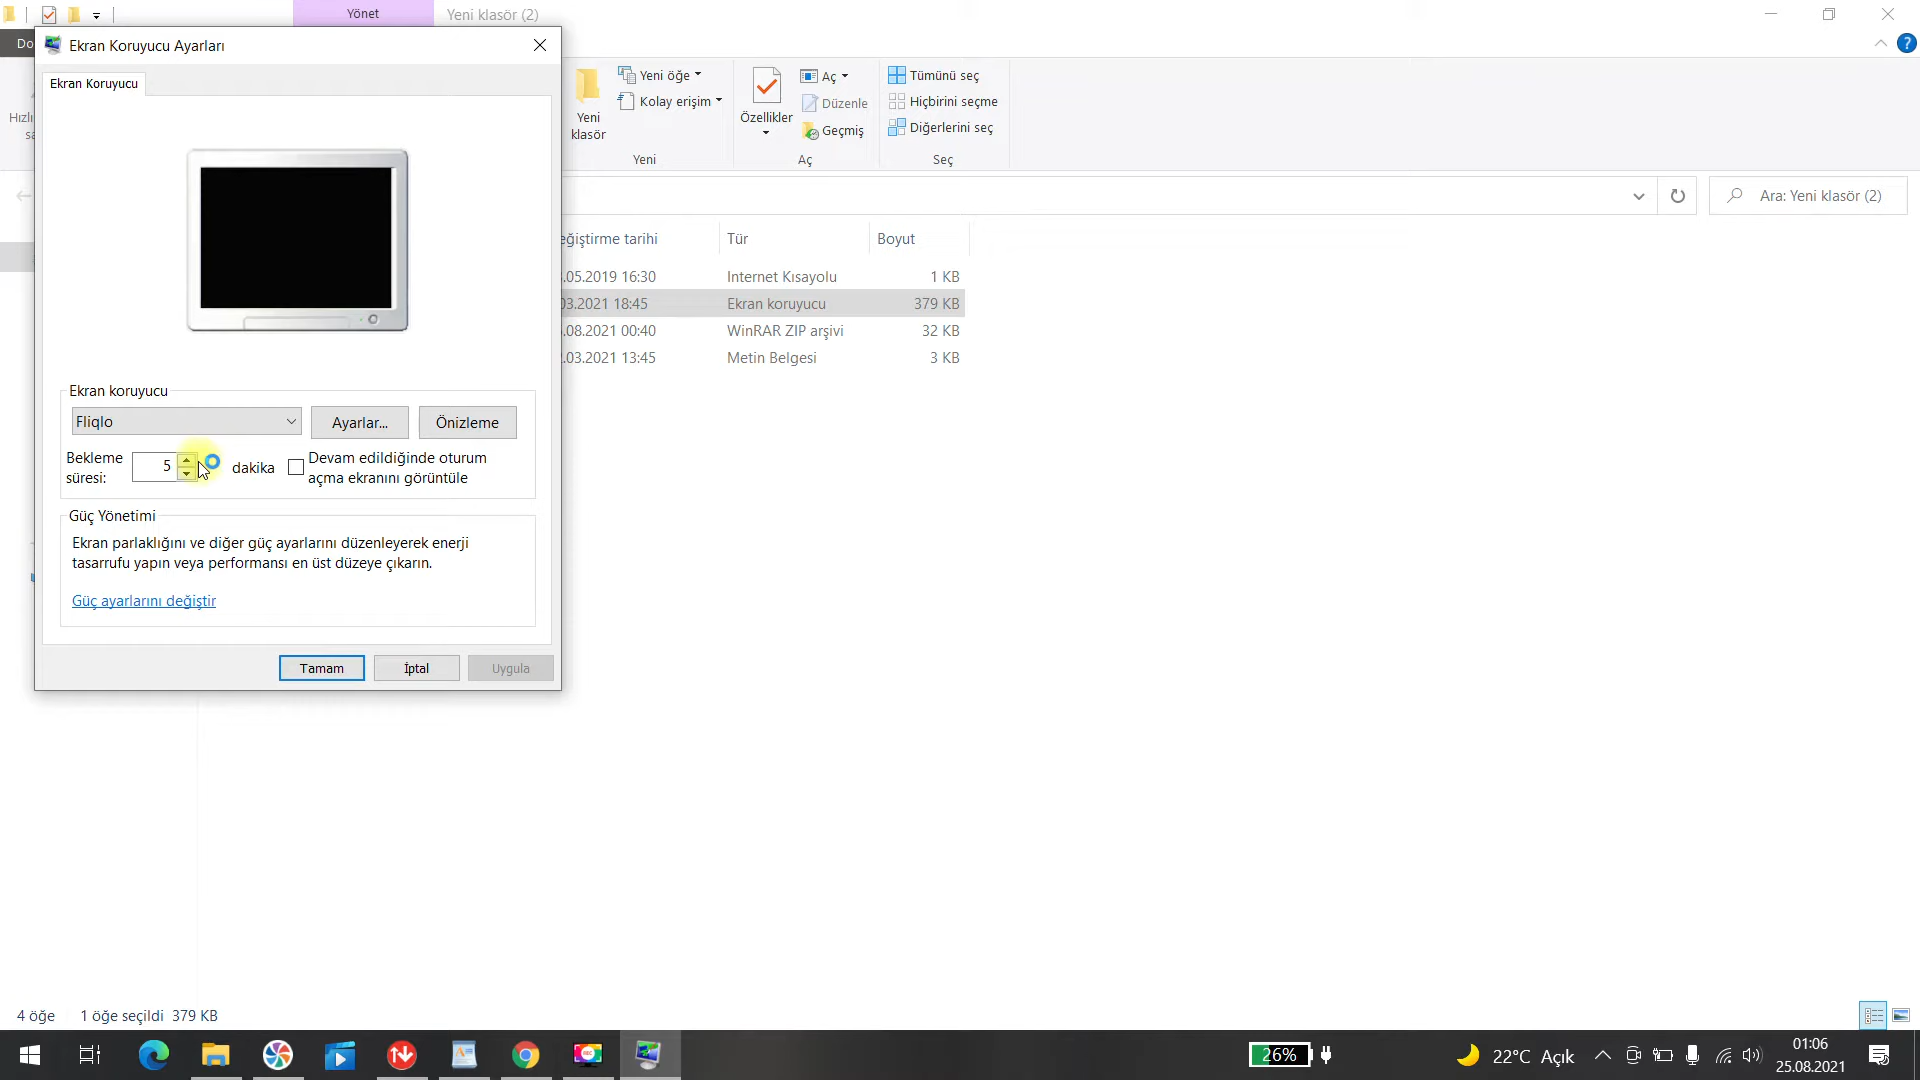 Yönet
Yeni klasör (2)
Do
Ekran Koruyucu Ayarları
Ekran Koruyucu
Yeni öğe
Kolay erişim
Yeni
klasör
Yeni
Özellikler
Aç
Düzenle
Geçmiş
Aç
Tümünü seç
Hiçbirini seçme
Diğerlerini seç
Seç
Hızlı
Ara: Yeni klasör (2)
eğiştirme tarihi
Tür
Boyut
.05.2019 16:30
Internet Kısayolu
1 KB
03.2021 18:45
Ekran koruyucu
379 KB
.08.2021 00:40
WinRAR ZIP arşivi
32 KB
.03.2021 13:45
Metin Belgesi
3 KB
Ekran koruyucu
Fliqlo
Ayarlar...
Önizleme
Bekleme
süresi:
5
dakika
Devam edildiğinde oturum
açma ekranını görüntüle
Güç Yönetimi
Ekran parlaklığını ve diğer güç ayarlarını düzenleyerek enerji
tasarrufu yapın veya performansı en üst düzeye çıkarın.
Güç ayarlarını değiştir
Tamam
İptal
Uygula
4 öğe
1 öğe seçildi 379 KB
26%
22°C Açık
01:06
25.08.2021